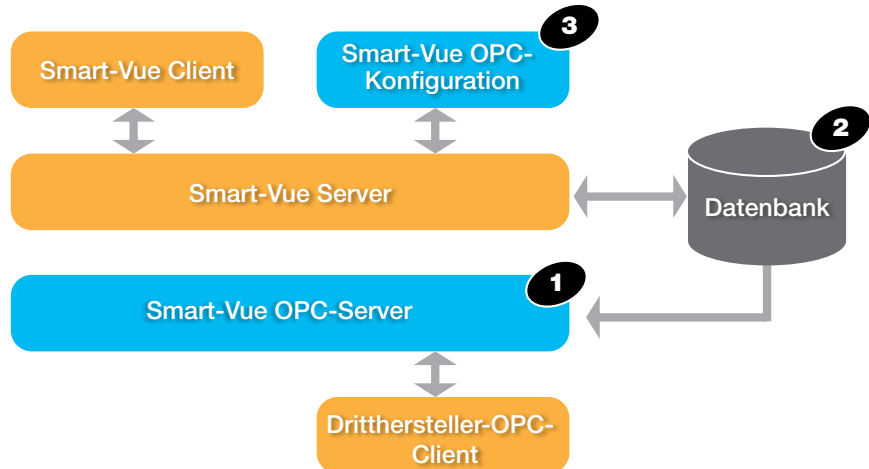 3
Smart-Vue Client
Smart-Vue OPC-
Konfiguration
2
Smart-Vue Server
Datenbank
1
Smart-Vue OPC-Server
Dritthersteller-OPC-
Client